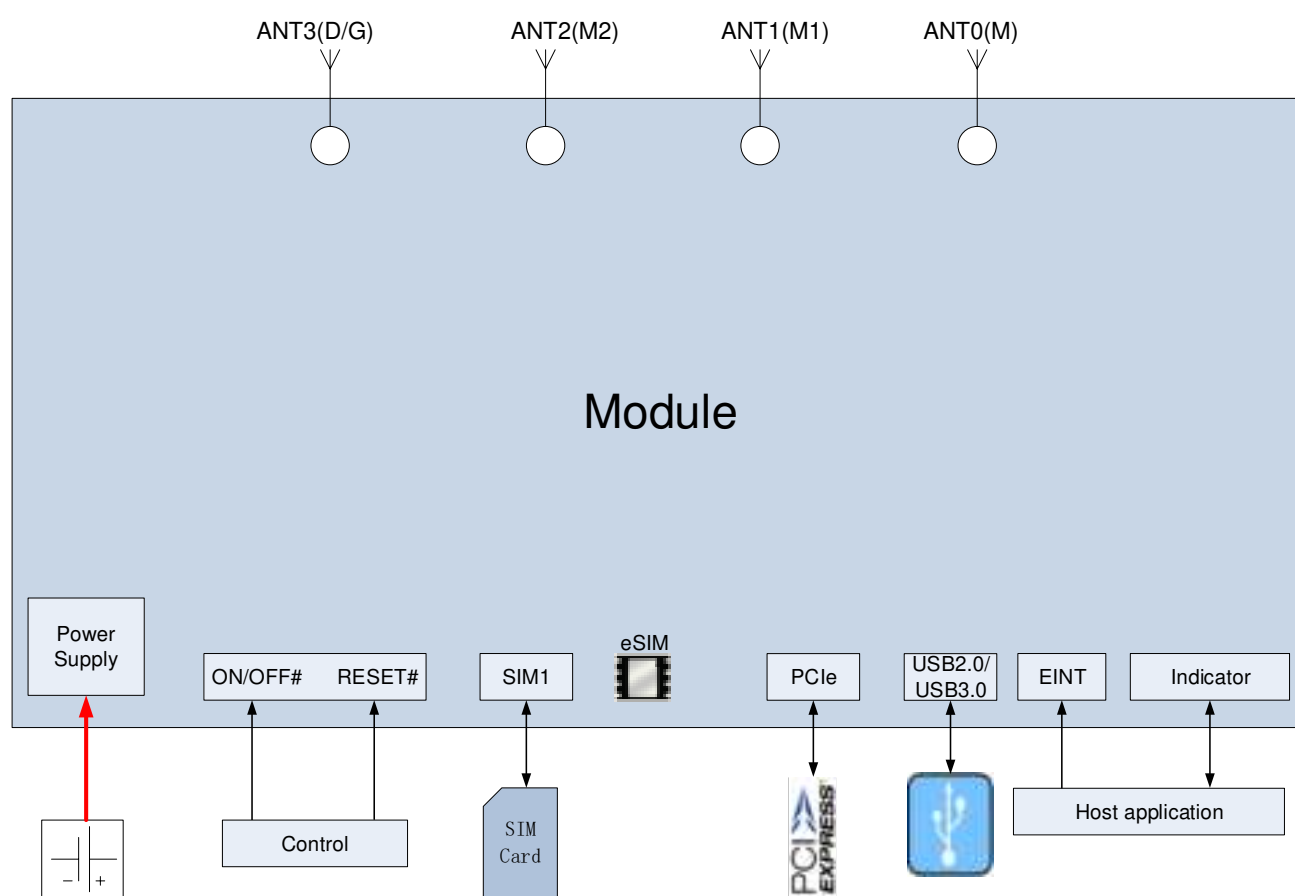 ANT3(D/G) ANT2(M2) ANT1(M1) ANT0(M)
Module
Power
Supply
ON/OFF# RESET#
SIM1
eSIM
PCIe
USB2.0/
USB3.0
EINT
Indicator
Control
SIM
Card
PCI
EXPRESS
Host application
- +